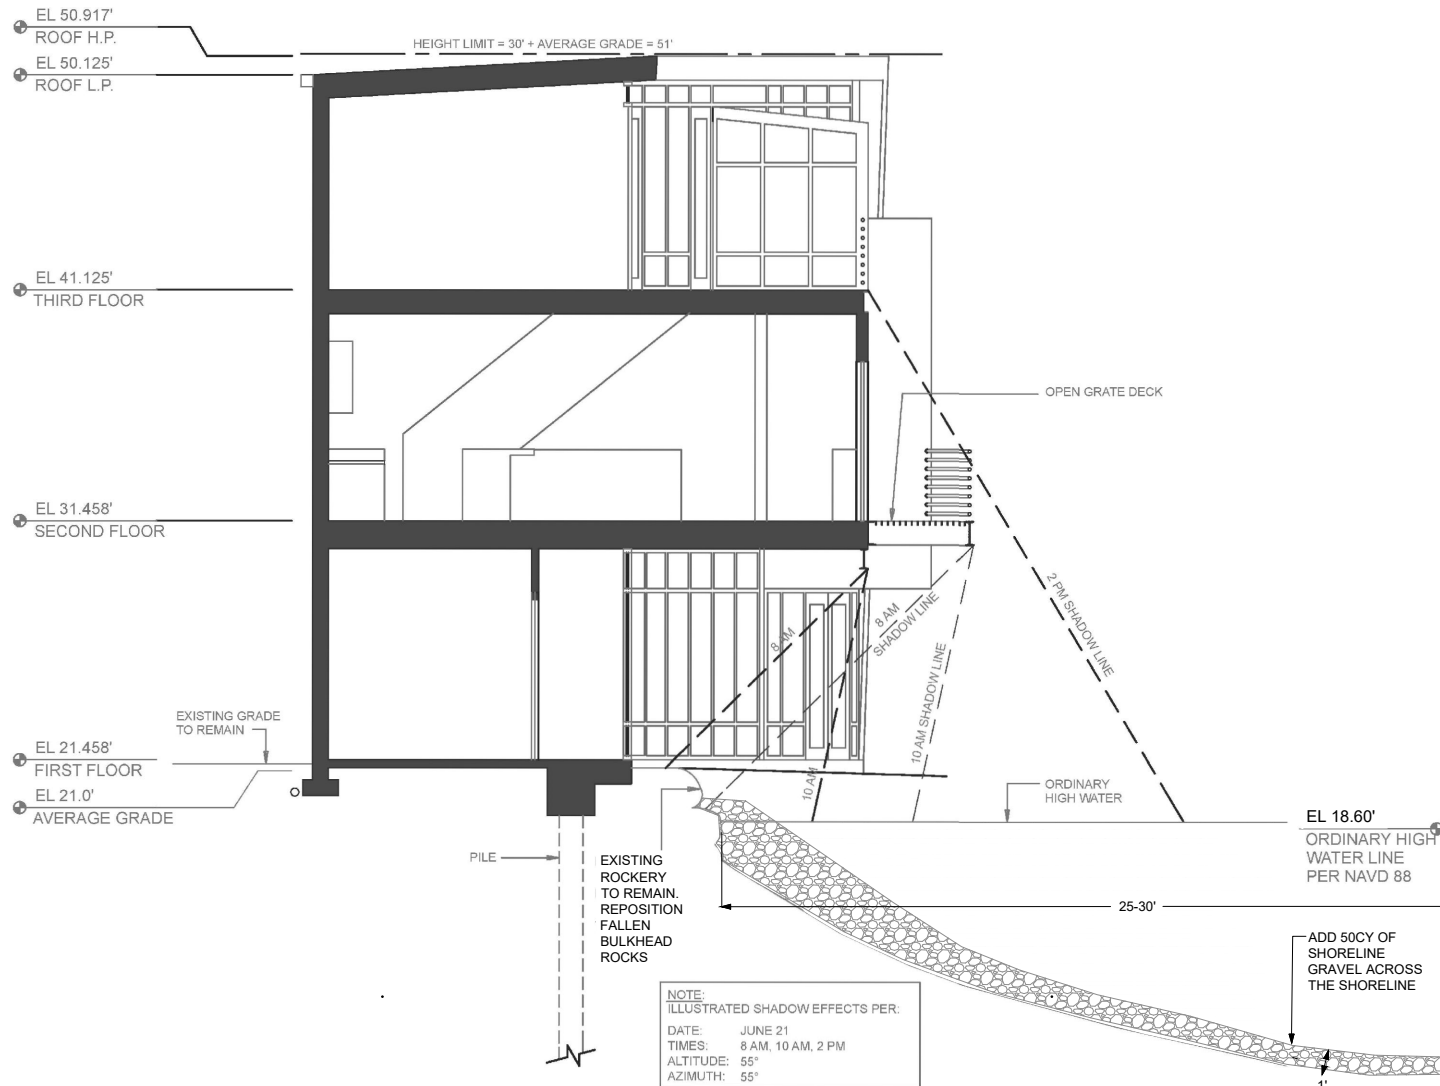 EL 50.917'
ROOF H.P.
HEIGHT LIMIT = 30' + AVERAGE GRADE = 51'
EL 50.125'
ROOF L.P.
EL 41.125'
THIRD FLOOR
OPEN GRATE DECK
EL 31.458'
SECOND FLOOR
2 PM SHADOW LINE
8 AM
8 AM
SHADOW LINE
10 AM SHADOW LINE
10 AM
EXISTING GRADE
TO REMAIN
EL 21.458'
FIRST FLOOR
EL 21.0'
AVERAGE GRADE
ORDINARY
HIGH WATER
EL 18.60'
ORDINARY HIGH
WATER LINE
PER NAVD 88
PILE
EXISTING
ROCKERY
TO REMAIN.
REPOSITION
FALLEN
BULKHEAD
ROCKS
25-30'
ADD 50CY OF
SHORELINE
GRAVEL ACROSS
THE SHORELINE
NOTE:
ILLUSTRATED SHADOW EFFECTS PER:
DATE: JUNE 21
TIMES: 8 AM, 10 AM, 2 PM
ALTITUDE: 55°
AZIMUTH: 55°
1'